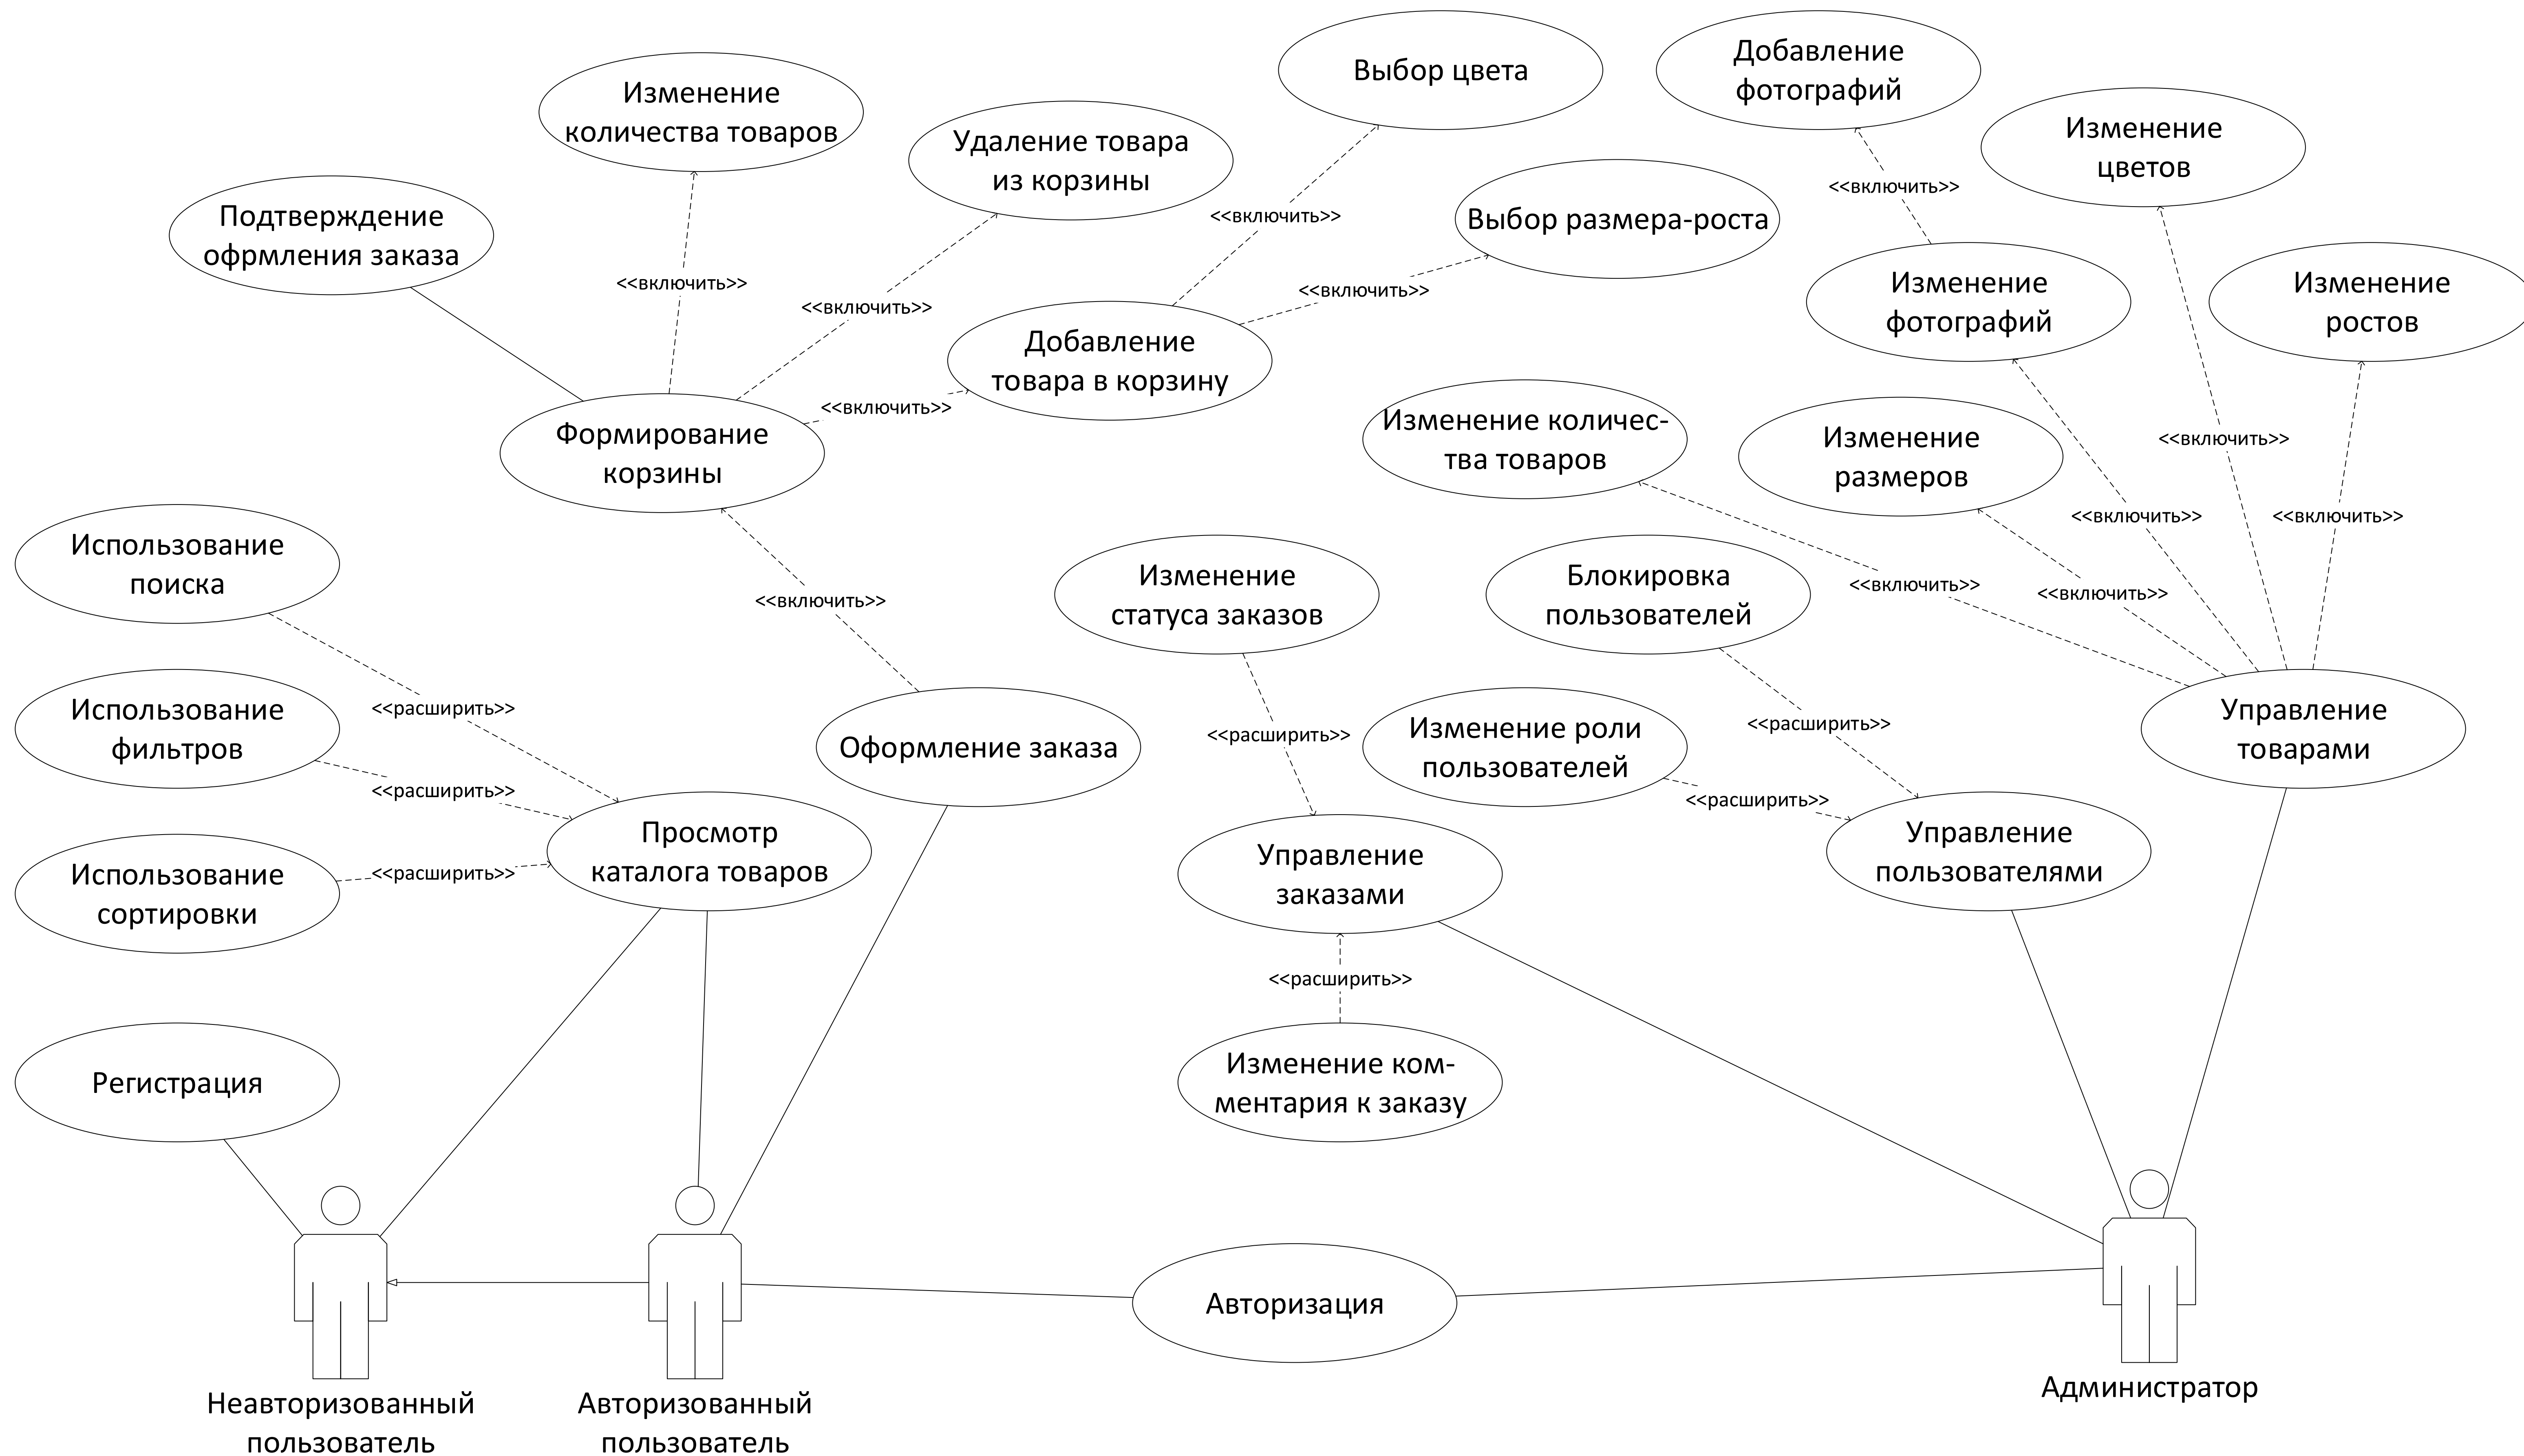 Добавление
фотографий
Выбор цвета
Изменение
количества товаров
Изменение
цветов
Удаление товара
из корзины
<<включить>>
Подтверждение
офрмления заказа
<<включить>>
Выбор размера-роста
<<включить>>
<<включить>>
<<включить>>
Изменение
фотографий
Изменение
ростов
Добавление
товара в корзину
<<включить>>
Формирование
корзины
Изменение количес-
тва товаров
Изменение
размеров
<<включить>>
<<включить>>
<<включить>>
Использование
поиска
<<включить>>
Изменение
статуса заказов
Блокировка
пользователей
<<включить>>
<<включить>>
Использование
фильтров
<<расширить>>
Оформление заказа
<<расширить>>
Изменение роли
пользователей
<<расширить>>
Управление
товарами
<<расширить>>
<<расширить>>
Использование
сортировки
<<расширить>>
Просмотр
каталога товаров
Управление
заказами
Управление
пользователями
<<расширить>>
Регистрация
Изменение ком-
ментария к заказу
Авторизация
Неавторизованный
пользователь
Авторизованный
пользователь
Администратор